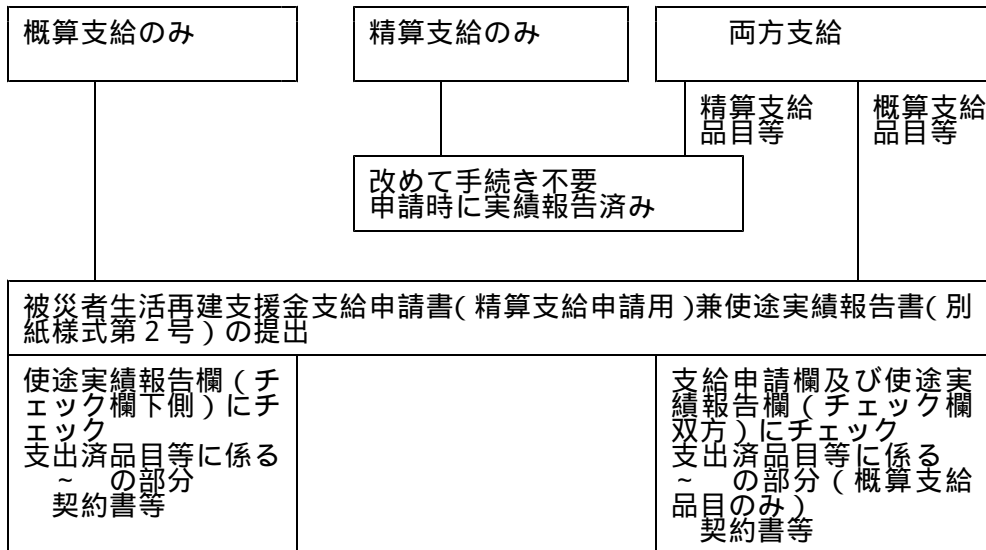 概算支給のみ
精算支給のみ
両方支給
精算支給
品目等
概算支給
品目等
改めて手続き不要
申請時に実績報告済み
被災者生活再建支援金支給申請書(精算支給申請用)兼使途実績報告書(別
紙様式第2号)の提出
使途実績報告欄(チ
ェック欄下側)にチ
ェック
支出済品目等に係る
~ の部分
契約書等
支給申請欄及び使途実
績報告欄(チェック欄
双方)にチェック
支出済品目等に係る
~ の部分(概算支給
品目のみ)
契約書等